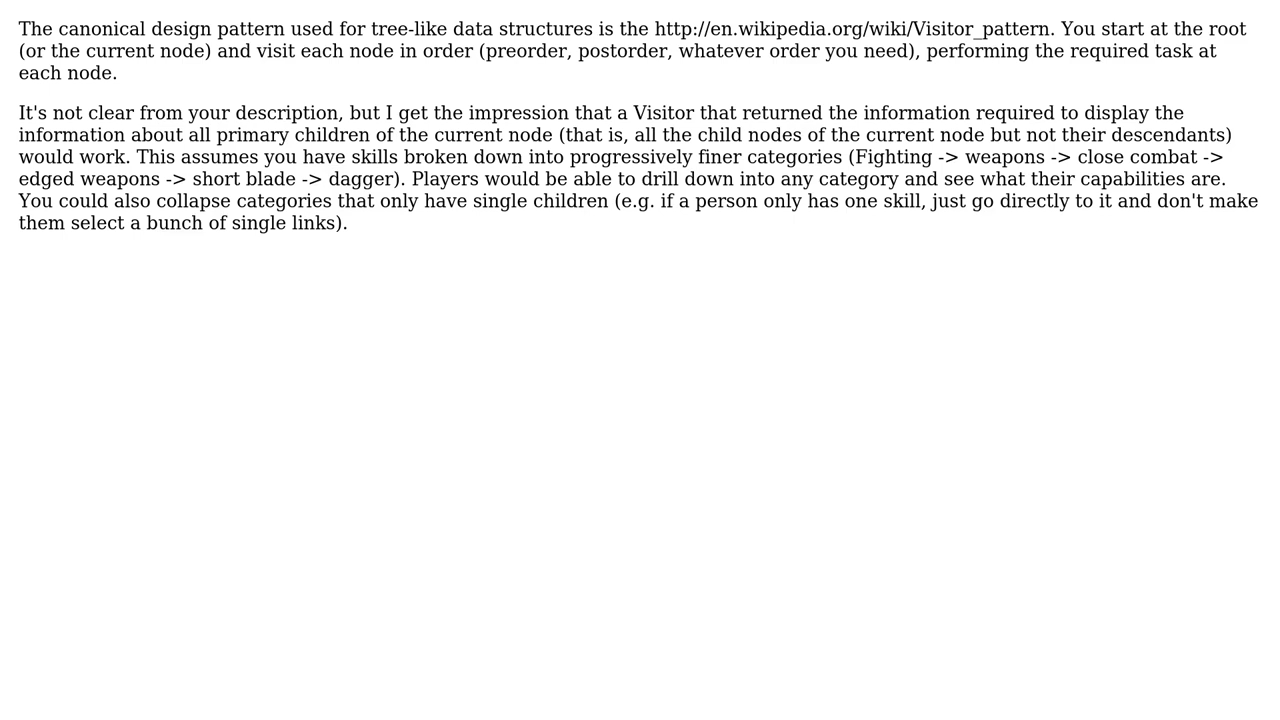 The canonical design pattern used for tree-like data structures is the http://en.wikipedia.org/wiki/Visitor_pattern. You start at the root
(or the current node) and visit each node in order (preorder, postorder, whatever order you need), performing the required task at
each node.
It's not clear from your description, but I get the impression that a Visitor that returned the information required to display the
information about all primary children of the current node (that is, all the child nodes of the current node but not their descendants)
would work. This assumes you have skills broken down into progressively finer categories (Fighting -> weapons -> close combat ->
edged weapons -> short blade -> dagger). Players would be able to drill down into any category and see what their capabilities are.
You could also collapse categories that only have single children (e.g. if a person only has one skill, just go directly to it and don't make
them select a bunch of single links).